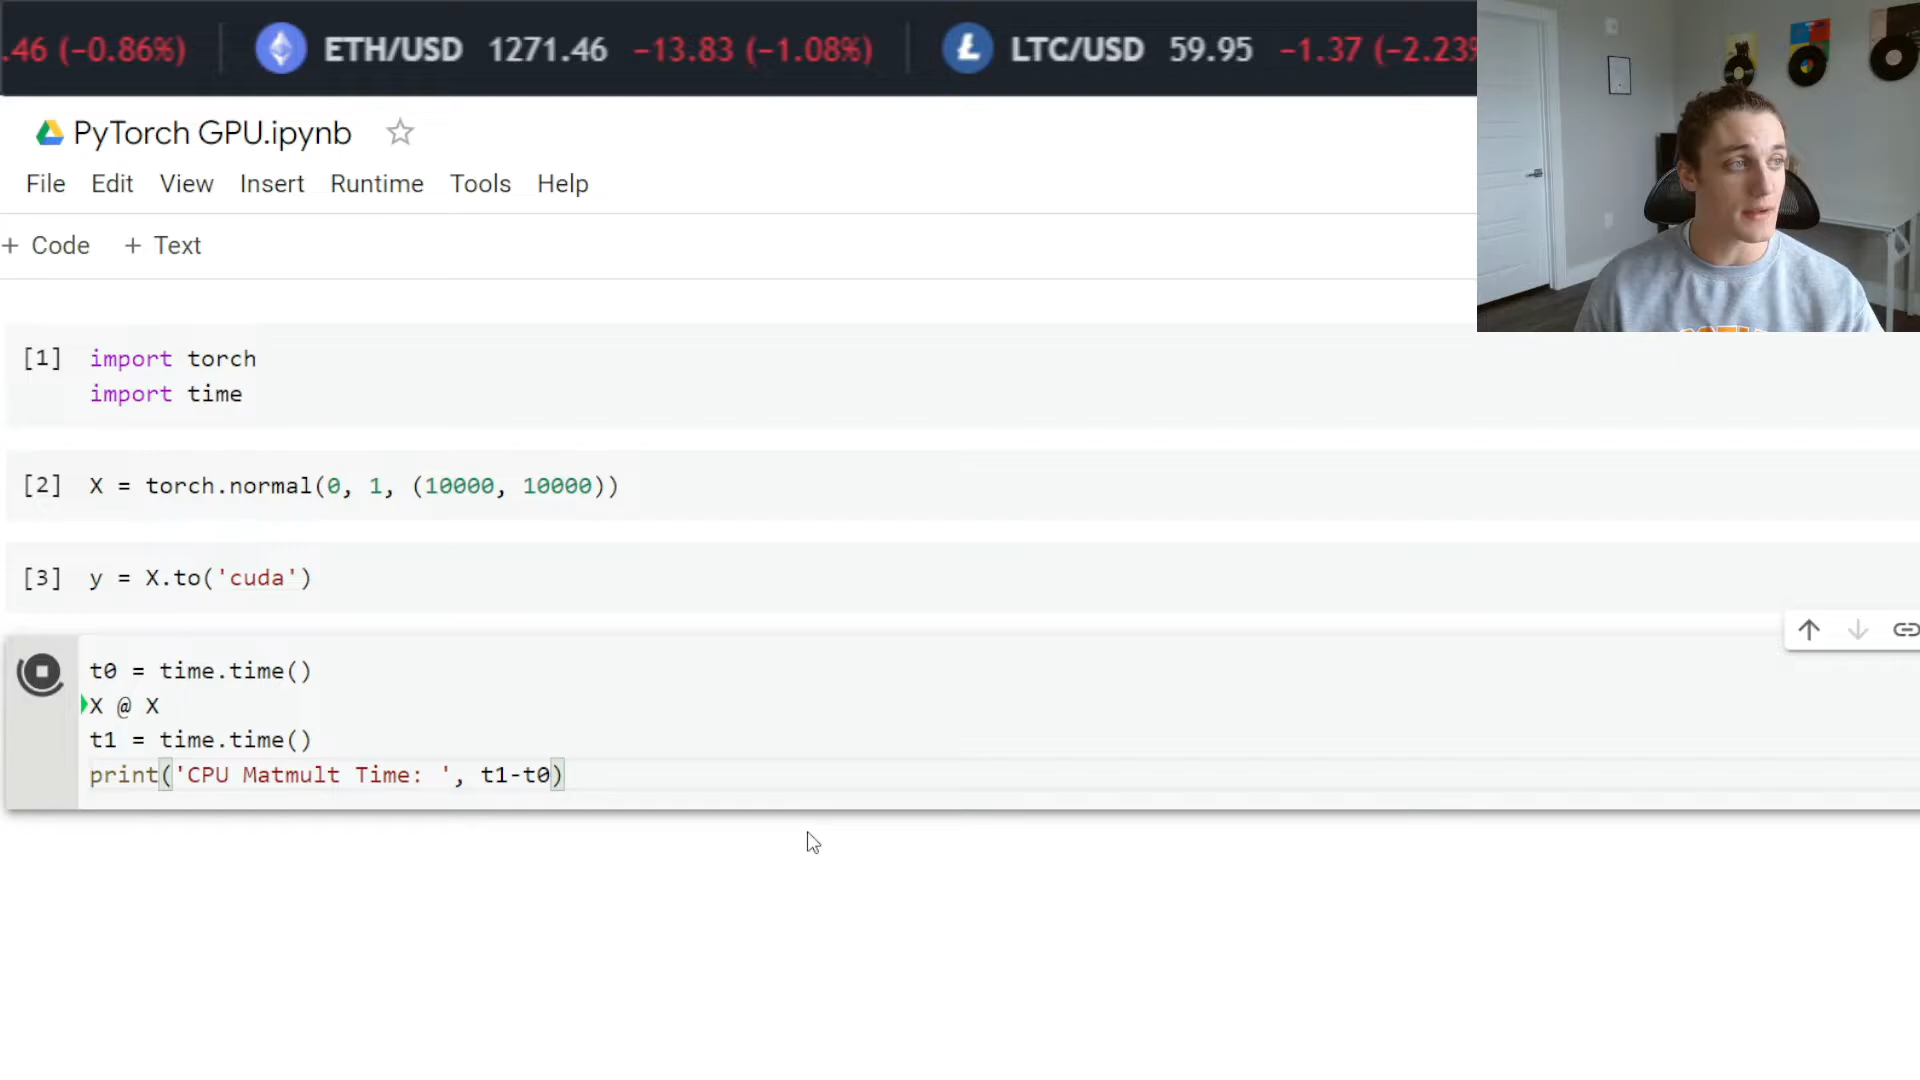 .46 (−0.86%) ETH/USD 1271.46 −13.83 (−1.08%) LTC/USD 59.95 −1.37 (−2.23%
PyTorch GPU.ipynb
File Edit View Insert Runtime Tools Help
+ Code + Text
[1] import torch
import time
[2] X = torch.normal(0, 1, (10000, 10000))
[3] y = X.to('cuda')
t0 = time.time()
X @ X
t1 = time.time()
print('CPU Matmult Time: ', t1-t0)